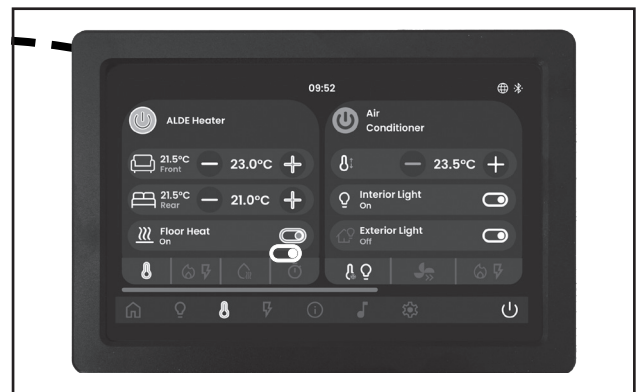 09:52
ALDE Heater
21.5°C
Front
23.0°C
21.5°C
Rear
21.0°C
Floor Heat
On
Air
Conditioner
23.5°C
Interior Light
On
Exterior Light
Off